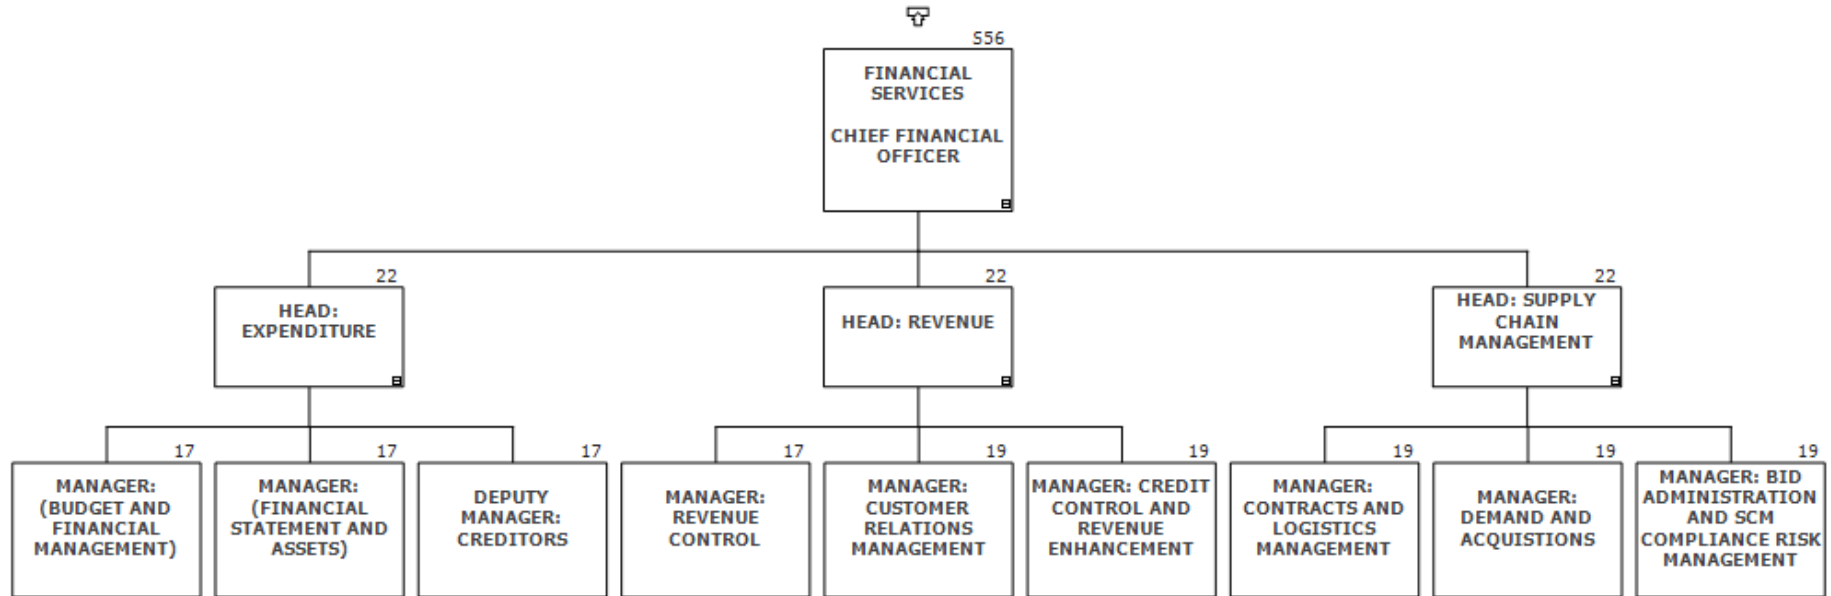 S56
FINANCIAL
SERVICES
CHIEF FINANCIAL
OFFICER
22
HEAD:
EXPENDITURE
22
HEAD: REVENUE
22
HEAD: SUPPLY
CHAIN
MANAGEMENT
17
MANAGER:
(BUDGET AND
FINANCIAL
MANAGEMENT)
17
MANAGER:
(FINANCIAL
STATEMENT AND
ASSETS)
17
DEPUTY
MANAGER:
CREDITORS
17
MANAGER:
REVENUE
CONTROL
19
MANAGER:
CUSTOMER
RELATIONS
MANAGEMENT
19
MANAGER: CREDIT
CONTROL AND
REVENUE
ENHANCEMENT
19
MANAGER:
CONTRACTS AND
LOGISTICS
MANAGEMENT
19
MANAGER:
DEMAND AND
ACQUISTIONS
19
MANAGER: BID
ADMINISTRATION
AND SCM
COMPLIANCE RISK
MANAGEMENT